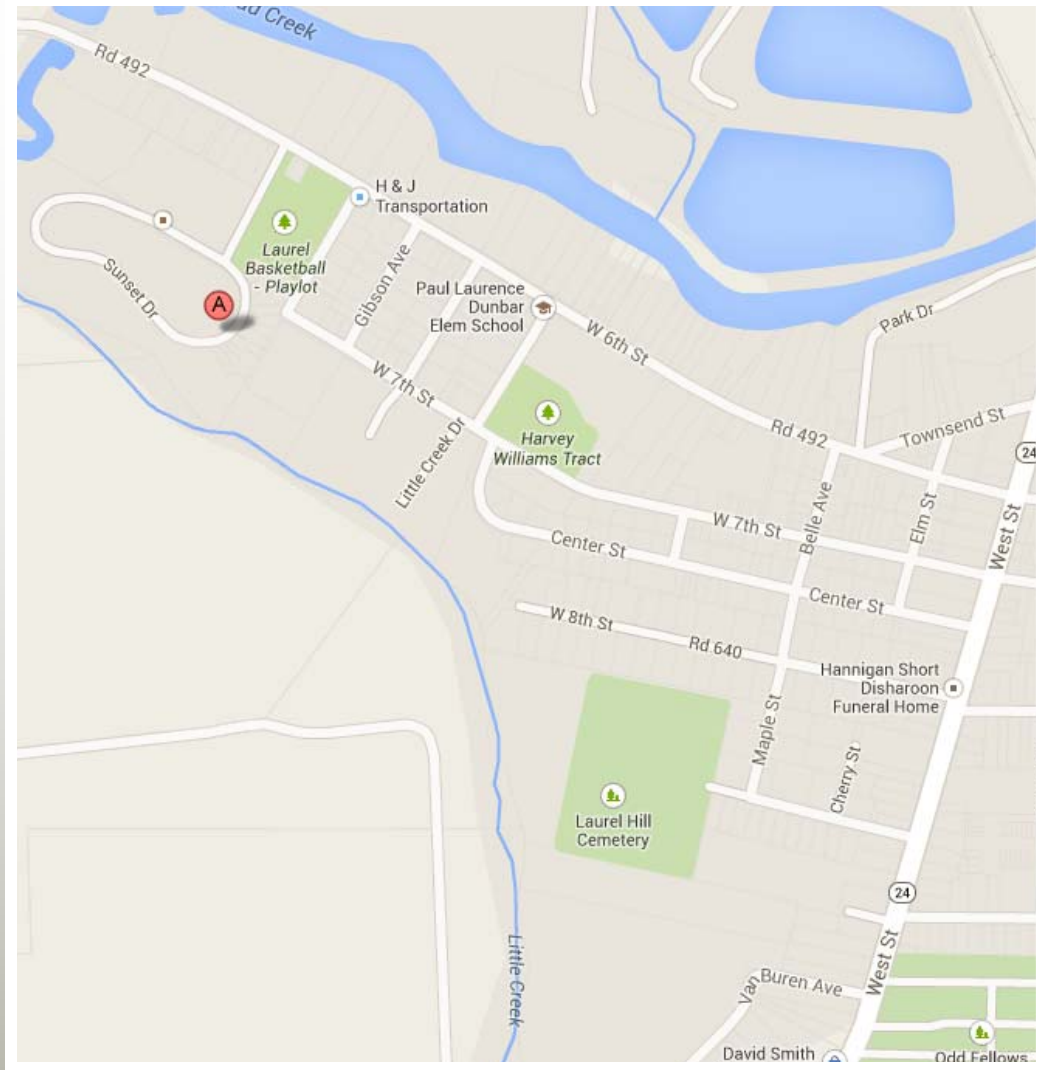 Creek
Rd 492
H & J
Transportation
Laurel
Basketball
- Playlot
Gibson Ave
Sunset Dr
A
Paul Laurence
Dunbar
Elem School
W 6th St
Park Dr
W 7th St
Little Creek Dr
Harvey
Williams Tract
Rd 492
Townsend St
24
Belle Ave
Elm St
West St
W 7th St
Center St
Center St
W 8th St
Rd 640
Hannigan Short
Disharoon
Funeral Home
Maple St
Cherry St
Laurel Hill
Cemetery
24
Little Creek
West St
Van Buren Ave
David Smith
Odd Fellows